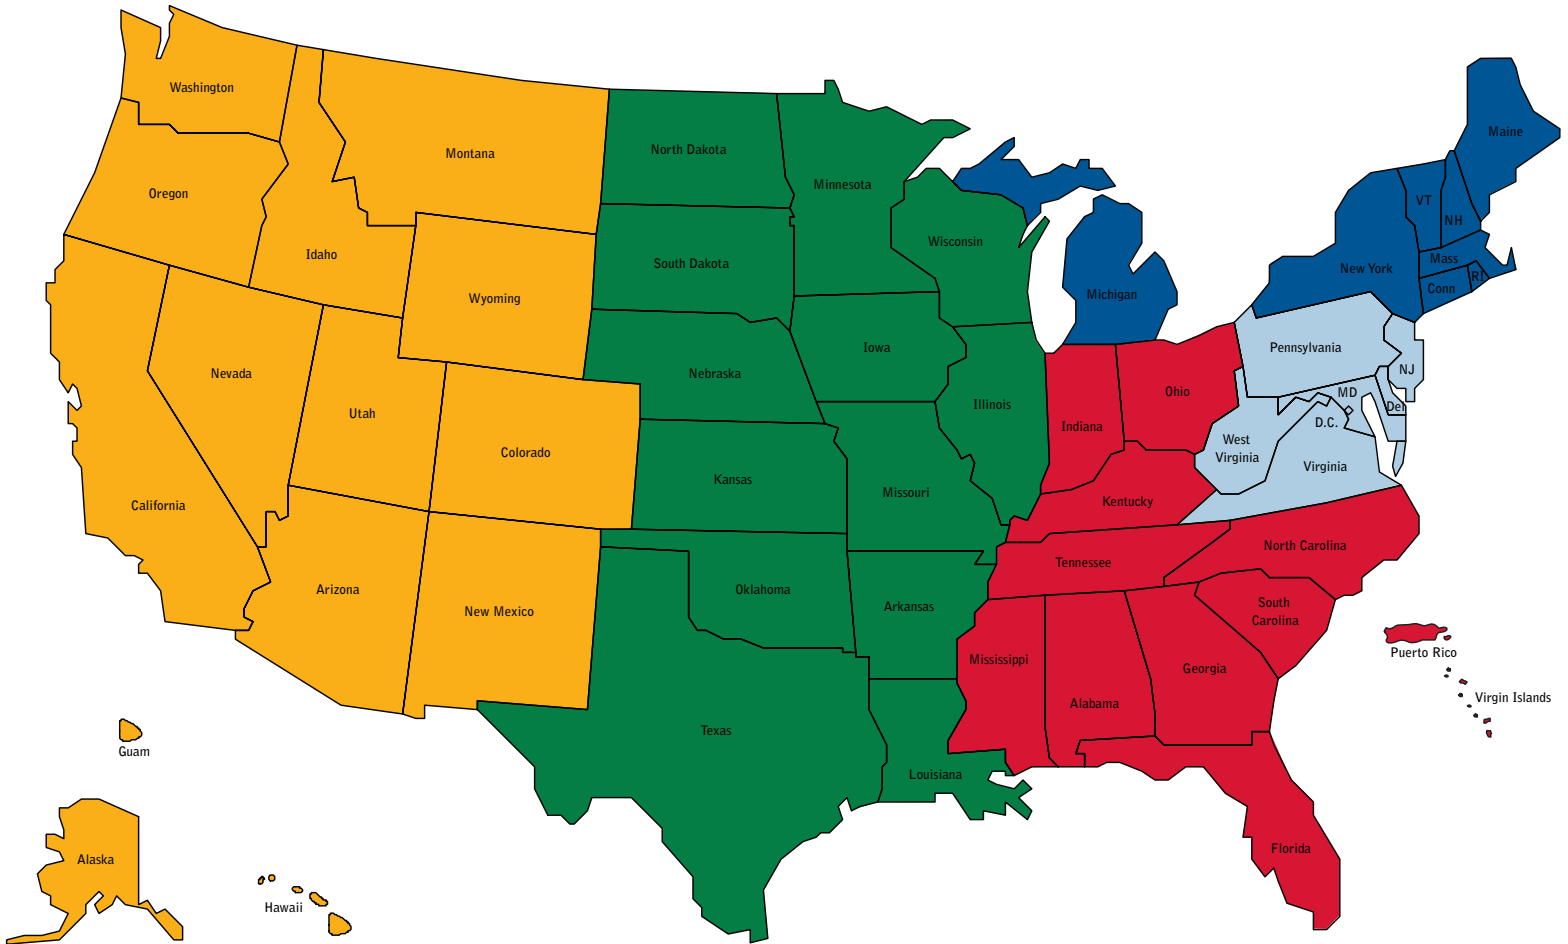 Washington
Maine
North Dakota
Montana
Minnesota
Oregon
VT
NH
Wisconsin
Idaho
Mass
South Dakota
New York
RI
Conn
Michigan
Wyoming
Iowa
Pennsylvania
NJ
Nevada
Nebraska
Ohio
MD
Illinois
Del
Utah
D.C.
Indiana
West
Virginia
Colorado
Virginia
Kansas
Missouri
Kentucky
California
North Carolina
Tennessee
Arizona
Oklahoma
South
Carolina
New Mexico
Arkansas
Puerto Rico
Mississippi
Georgia
Virgin Islands
Alabama
Texas
Guam
Louisiana
Florida
Alaska
Hawaii